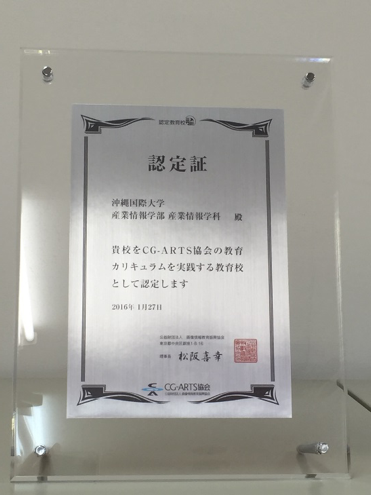 認定教育校
認定証
沖縄国際大学
産業情報学部 産業情報学科 殿
貴校をCG-ARTS協会の教育
カリキュラムを実践する教育校
として認定します
2016年 1月27日
理事長 松阪喜幸
CG-ARTS協会